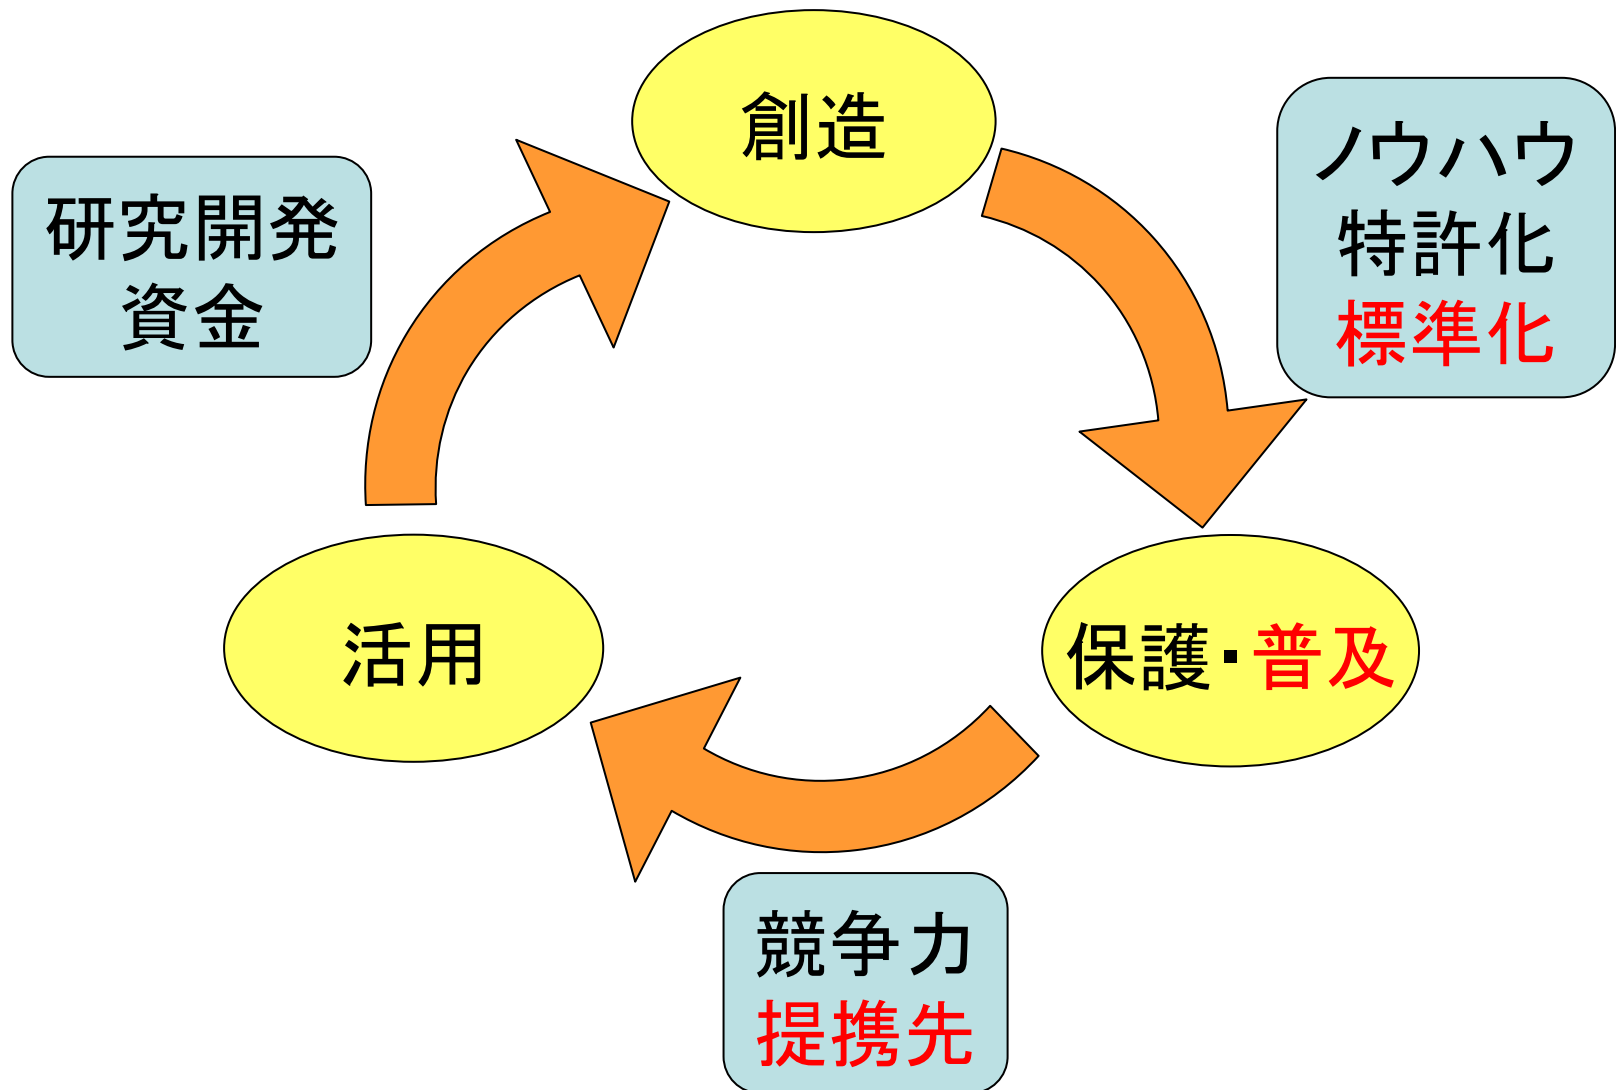 創造
ノウハウ
特許化
標準化
研究開発
資金
活用
保護・普及
競争力
提携先